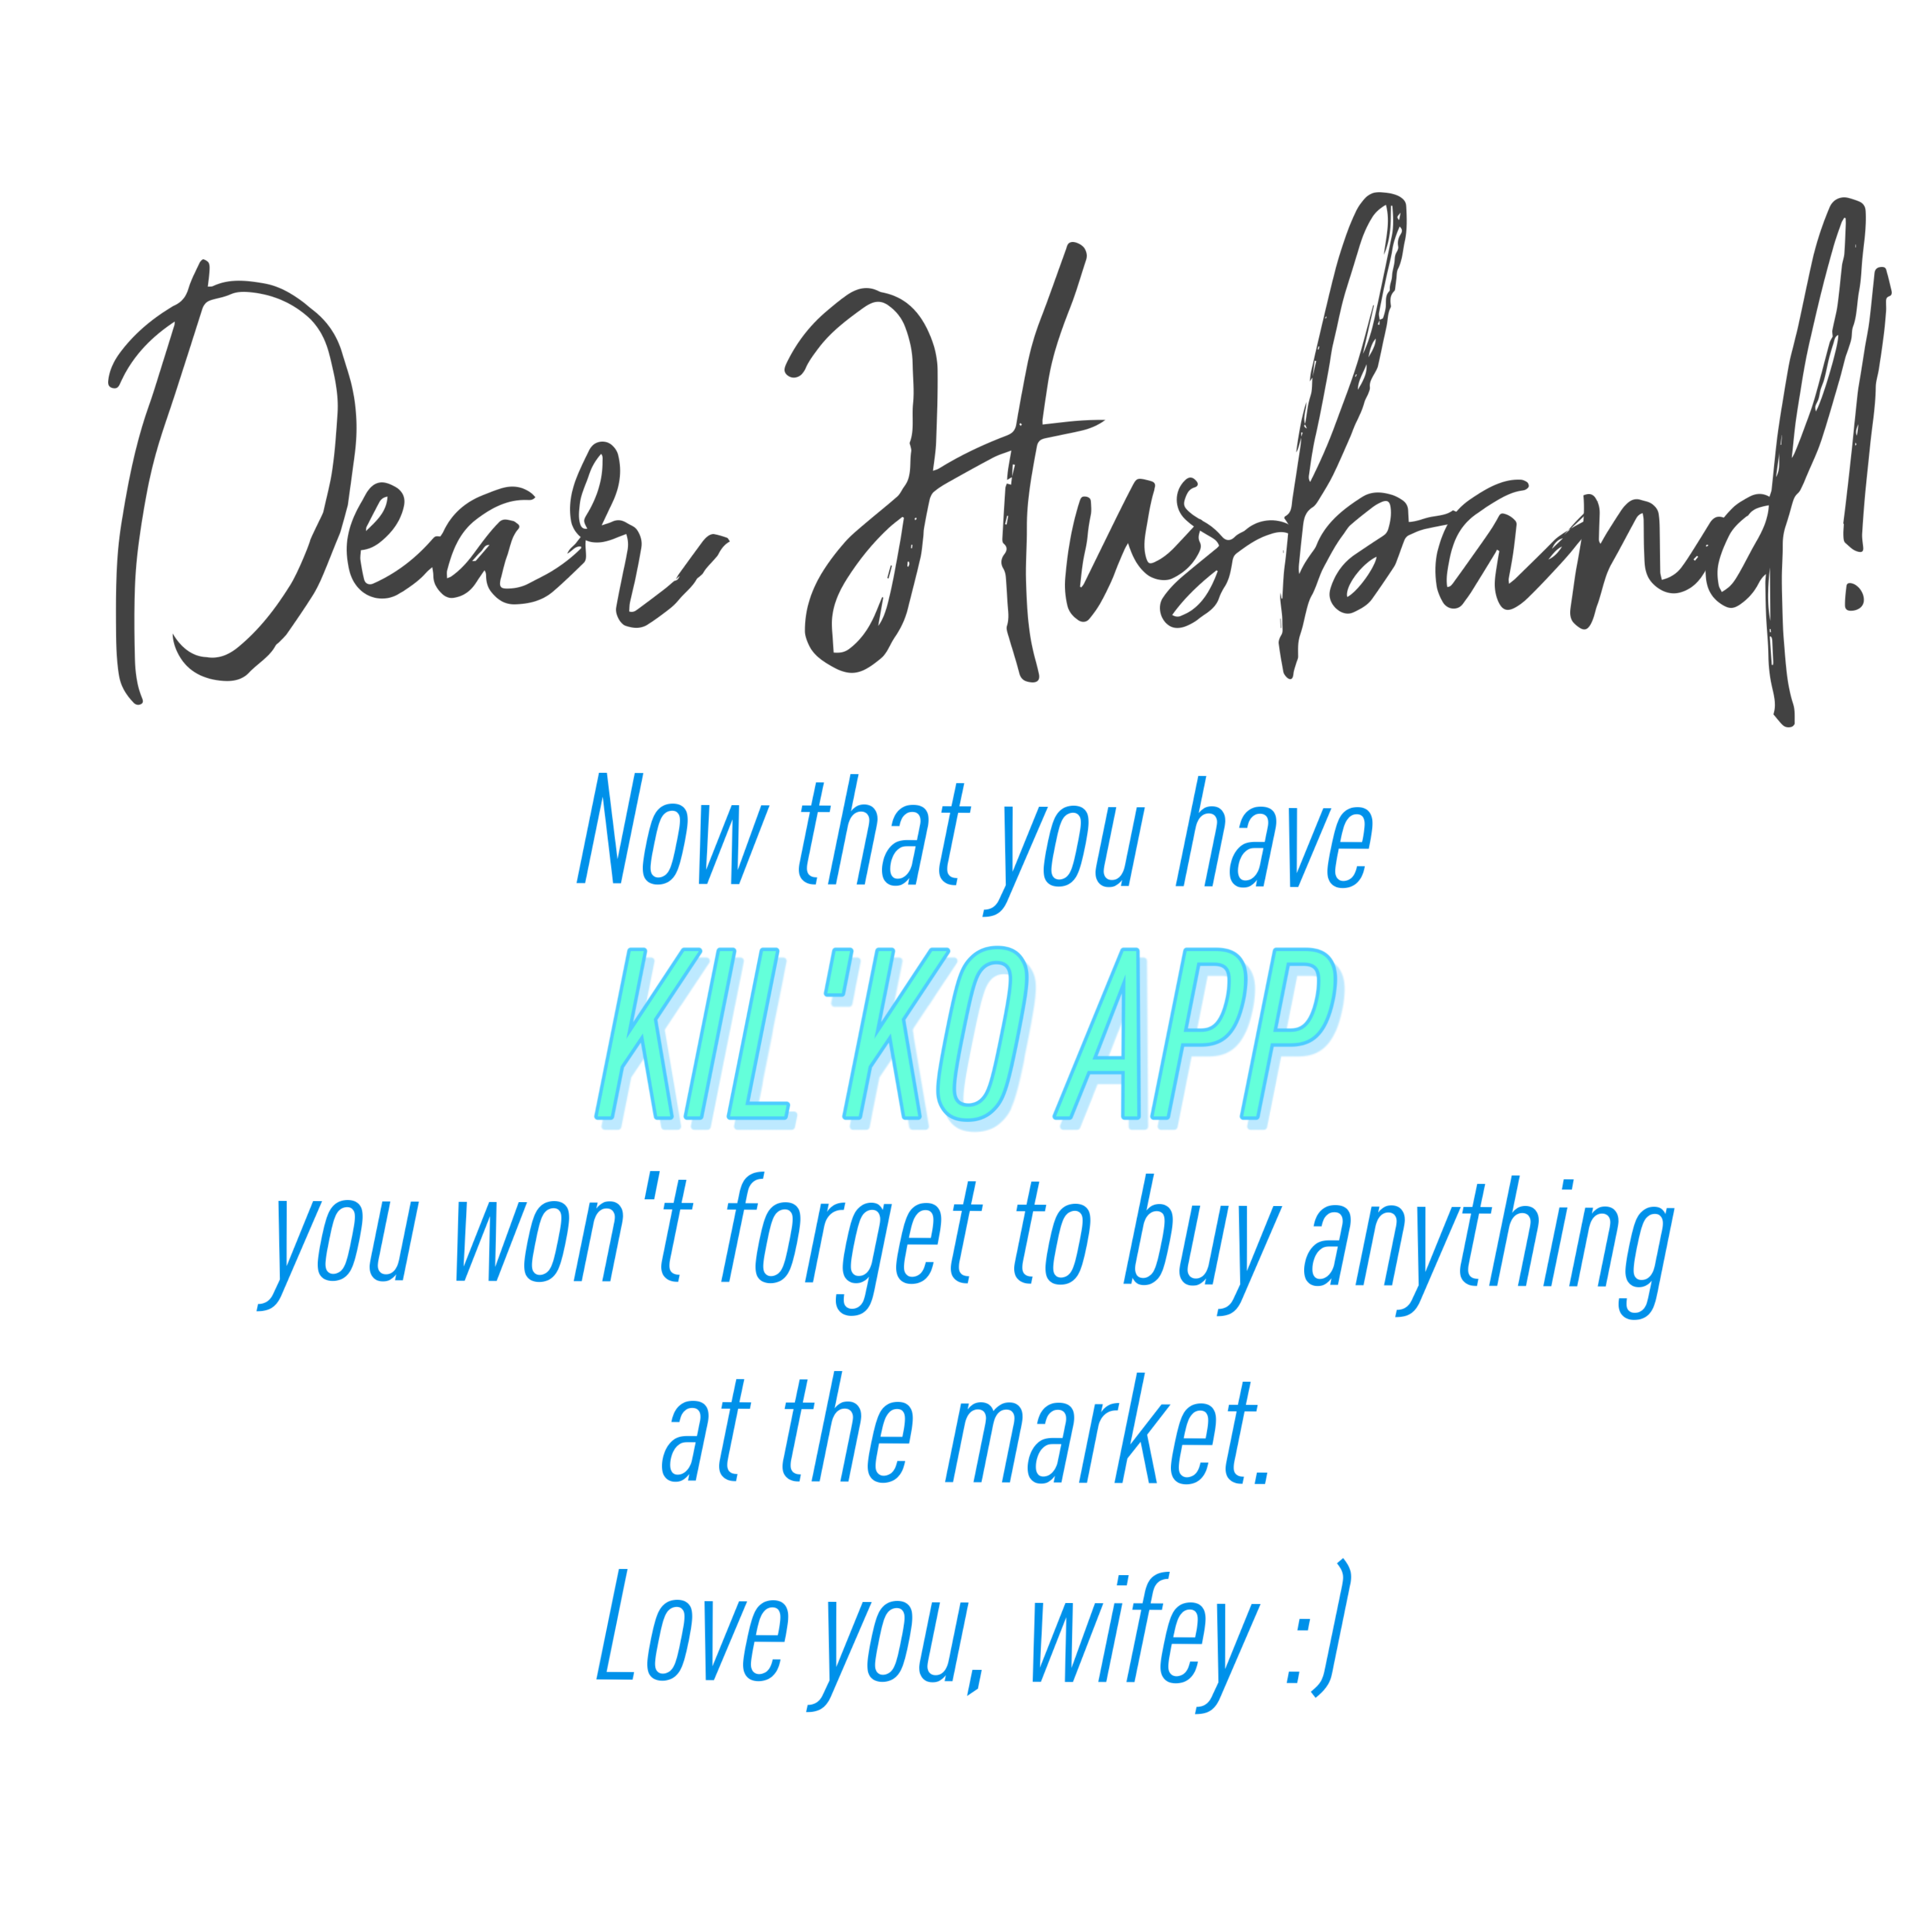 Dear Husband!
Now that you have
KIL'KO APP
you won't forget to buy anything
at the market.
Love you, wifey :)